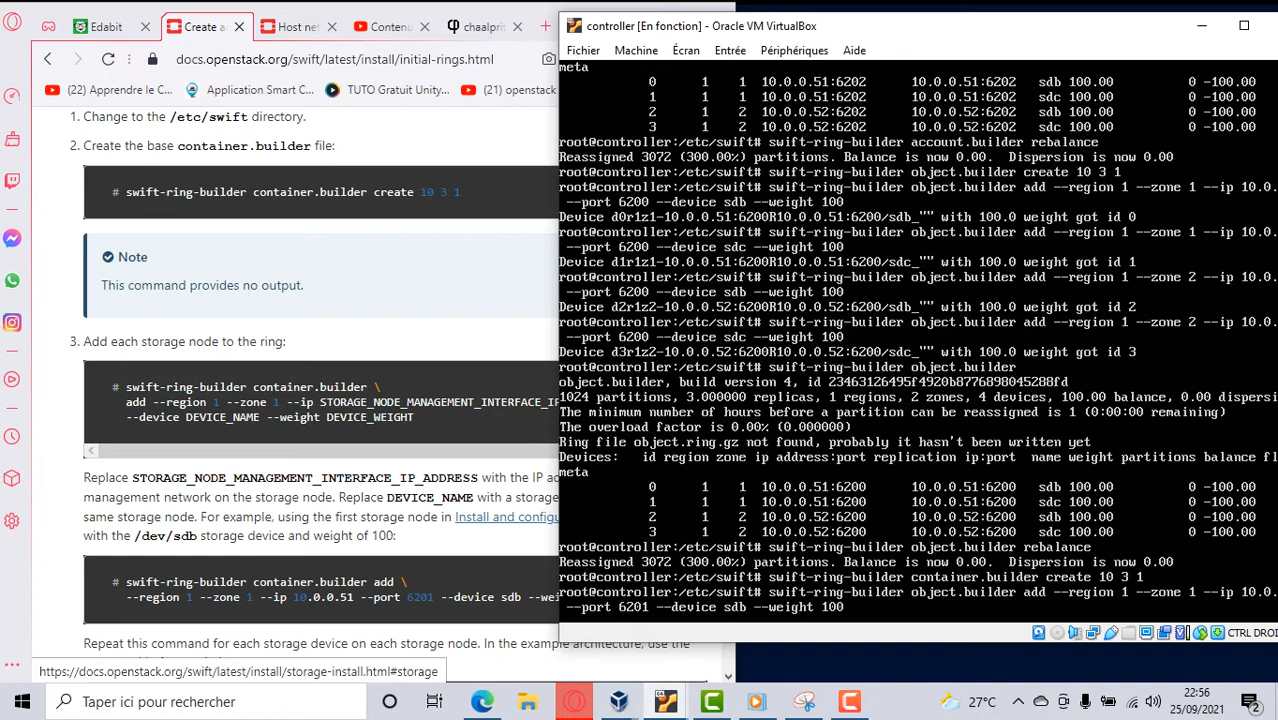 Edabit
Create a
Host net
Contenu
chaalprit
docs.openstack.org/swift/latest/install/initial-rings.html
(22) Apprendre le C...
Application Smart C...
TUTO Gratuit Unity...
(21) openstack
1. Change to the /etc/swift directory.
2. Create the base container.builder file:
# swift-ring-builder container.builder create 10 3 1
Note
This command provides no output.
3. Add each storage node to the ring:
# swift-ring-builder container.builder \
add --region 1 --zone 1 --ip STORAGE_NODE_MANAGEMENT_INTERFACE_IP
--device DEVICE_NAME --weight DEVICE_WEIGHT
Replace STORAGE_NODE_MANAGEMENT_INTERFACE_IP_ADDRESS with the IP ad
management network on the storage node. Replace DEVICE_NAME with a storage
same storage node. For example, using the first storage node in Install and configu
with the /dev/sdb storage device and weight of 100:
# swift-ring-builder container.builder add \
--region 1 --zone 1 --ip 10.0.0.51 --port 6201 --device sdb --wei
Repeat this command for each storage device on each storage node. In the example architecture, use the
https://docs.openstack.org/swift/latest/install/storage-install.html#storage
controller [En fonction] - Oracle VM VirtualBox
Fichier Machine Écran Entrée Périphériques Aide
meta
0 1 1 10.0.0.51:6202 10.0.0.51:6202 sdb 100.00 0 -100.00
1 1 1 10.0.0.51:6202 10.0.0.51:6202 sdc 100.00 0 -100.00
2 1 2 10.0.0.52:6202 10.0.0.52:6202 sdb 100.00 0 -100.00
3 1 2 10.0.0.52:6202 10.0.0.52:6202 sdc 100.00 0 -100.00
root@controller:/etc/swift# swift-ring-builder account.builder rebalance
Reassigned 3072 (300.00%) partitions. Balance is now 0.00. Dispersion is now 0.00
root@controller:/etc/swift# swift-ring-builder object.builder create 10 3 1
root@controller:/etc/swift# swift-ring-builder object.builder add --region 1 --zone 1 --ip 10.0.
--port 6200 --device sdb --weight 100
Device d0r1z1-10.0.0.51:6200R10.0.0.51:6200/sdb_"" with 100.0 weight got id 0
root@controller:/etc/swift# swift-ring-builder object.builder add --region 1 --zone 1 --ip 10.0.
--port 6200 --device sdc --weight 100
Device d1r1z1-10.0.0.51:6200R10.0.0.51:6200/sdc_"" with 100.0 weight got id 1
root@controller:/etc/swift# swift-ring-builder object.builder add --region 1 --zone 2 --ip 10.0.
--port 6200 --device sdb --weight 100
Device d2r1z2-10.0.0.52:6200R10.0.0.52:6200/sdb_"" with 100.0 weight got id 2
root@controller:/etc/swift# swift-ring-builder object.builder add --region 1 --zone 2 --ip 10.0.
--port 6200 --device sdc --weight 100
Device d3r1z2-10.0.0.52:6200R10.0.0.52:6200/sdc_"" with 100.0 weight got id 3
root@controller:/etc/swift# swift-ring-builder object.builder
object.builder, build version 4, id 23463126495f4920b8776898045288fd
1024 partitions, 3.000000 replicas, 1 regions, 2 zones, 4 devices, 100.00 balance, 0.00 dispersi
The minimum number of hours before a partition can be reassigned is 1 (0:00:00 remaining)
The overload factor is 0.00% (0.000000)
Ring file object.ring.gz not found, probably it hasn't been written yet
Devices: id region zone ip address:port replication ip:port name weight partitions balance fl
meta
0 1 1 10.0.0.51:6200 10.0.0.51:6200 sdb 100.00 0 -100.00
1 1 1 10.0.0.51:6200 10.0.0.51:6200 sdc 100.00 0 -100.00
2 1 2 10.0.0.52:6200 10.0.0.52:6200 sdb 100.00 0 -100.00
3 1 2 10.0.0.52:6200 10.0.0.52:6200 sdc 100.00 0 -100.00
root@controller:/etc/swift# swift-ring-builder object.builder rebalance
Reassigned 3072 (300.00%) partitions. Balance is now 0.00. Dispersion is now 0.00
root@controller:/etc/swift# swift-ring-builder container.builder create 10 3 1
root@controller:/etc/swift# swift-ring-builder object.builder add --region 1 --zone 1 --ip 10.0.
--port 6201 --device sdb --weight 100
CTRL DROI
Taper ici pour rechercher
27°C
22:56
25/09/2021
2